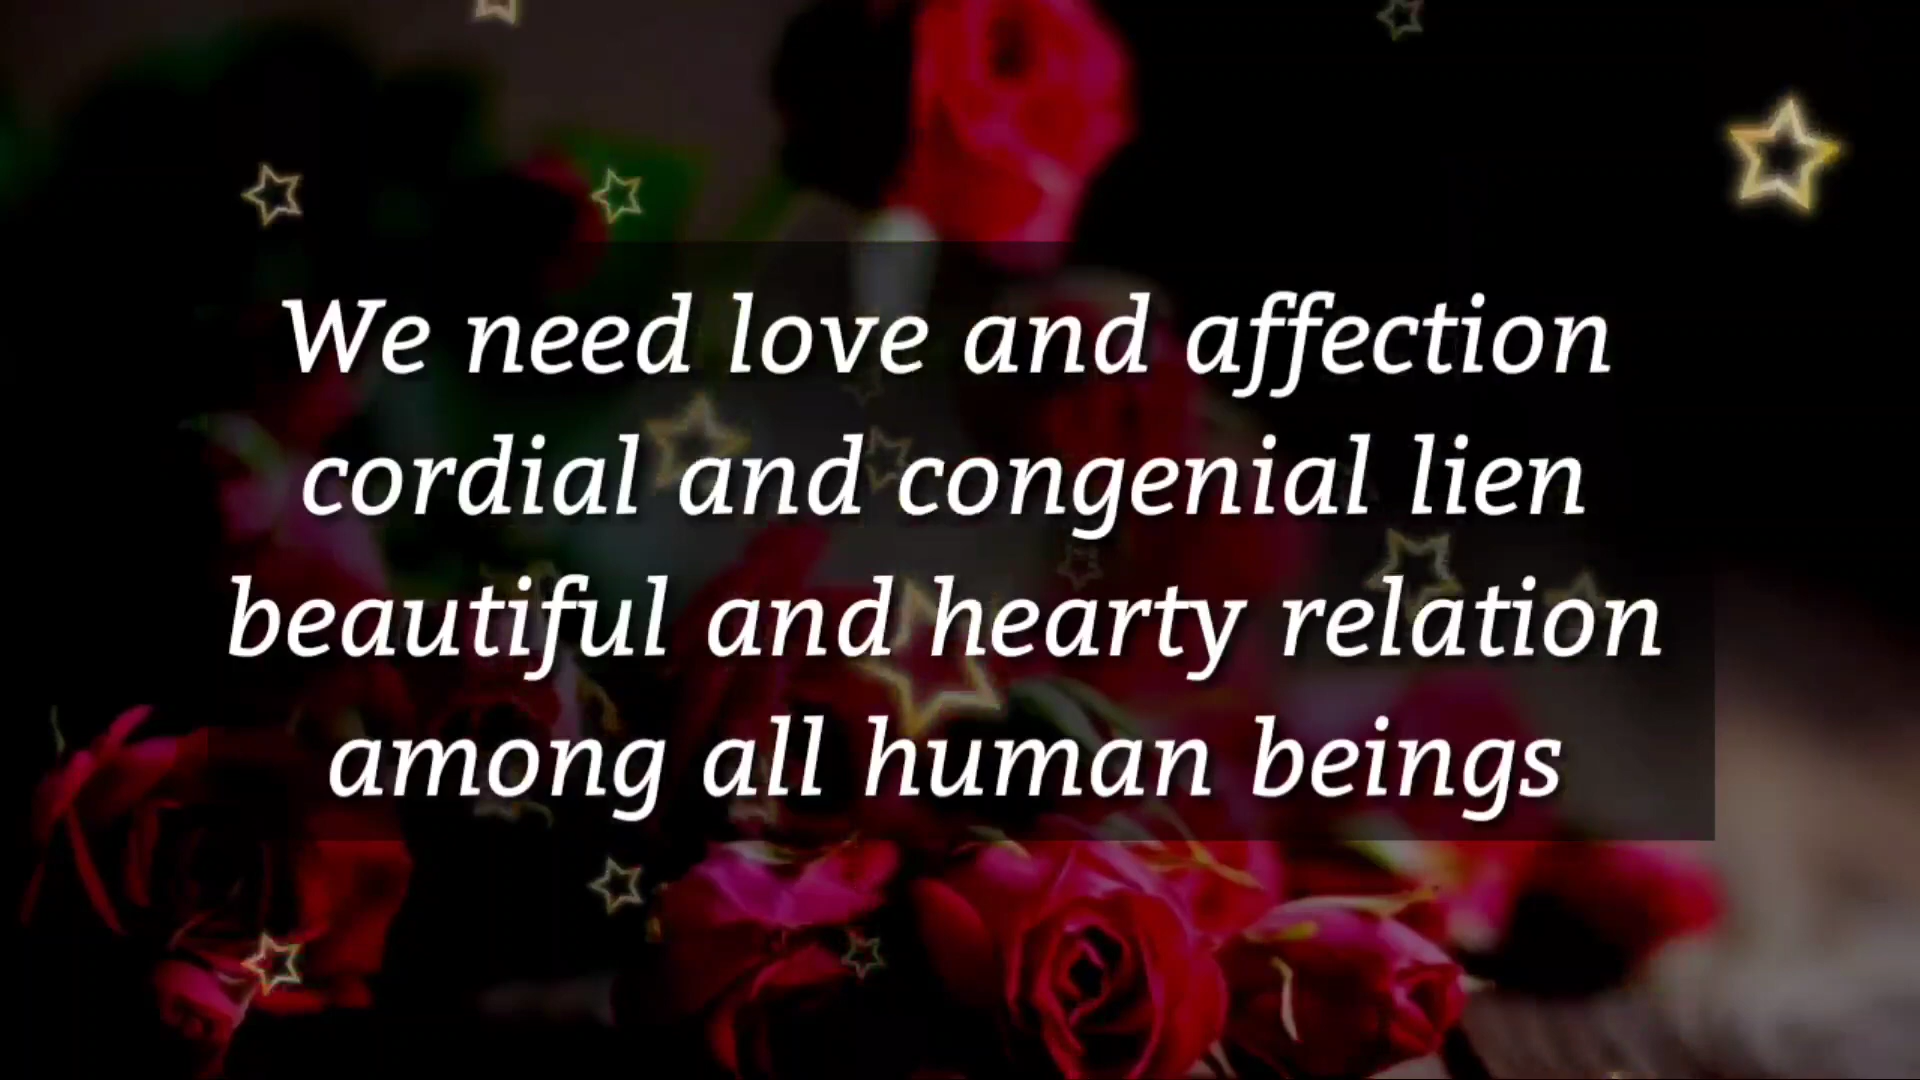 We need love and affection
cordial and congenial lien
beautiful and hearty relation
among all human beings